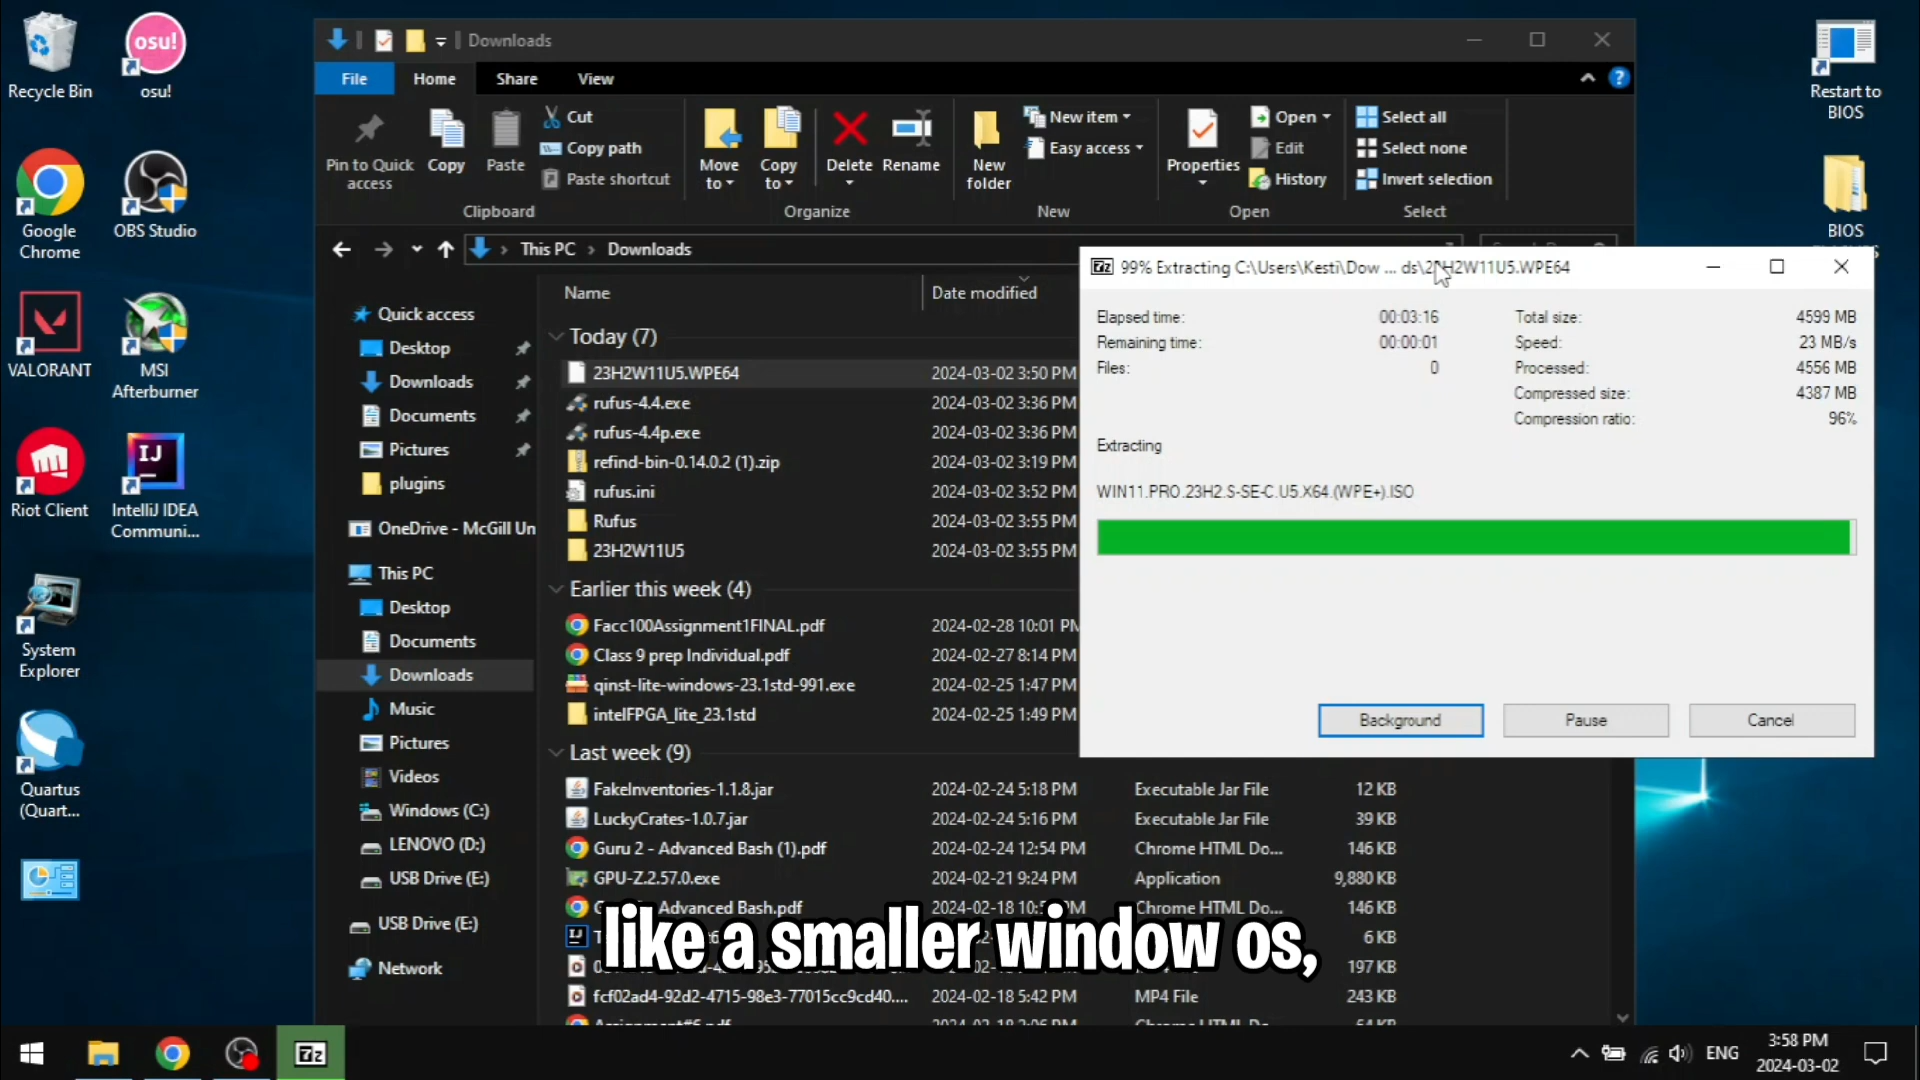 Recycle Bin
osu!
osu!
Google
Chrome
OBS Studio
VALORANT
MSI
Afterburner
Riot Client
IJ
IntelliJ IDEA
Communi...
System
Explorer
Quartus
(Quart...
Restart to
BIOS
BIOS
Downloads
File
Home
Share
View
Pin to Quick
access
Copy
Paste
Cut
Copy path
Paste shortcut
Clipboard
Move
to
Copy
to
Delete
Rename
Organize
New
folder
New item
Easy access
New
Properties
Open
Edit
History
Open
Select all
Select none
Invert selection
Select
This PC
Downloads
Name
Date modified
Quick access
Desktop
Downloads
Documents
Pictures
plugins
OneDrive - McGill Un
This PC
Desktop
Documents
Downloads
Music
Pictures
Videos
Windows (C:)
LENOVO (D:)
USB Drive (E:)
USB Drive (E:)
Network
Today (7)
23H2W11U5.WPE64 2024-03-02 3:50 PM
rufus-4.4.exe 2024-03-02 3:36 PM
rufus-4.4p.exe 2024-03-02 3:36 PM
refind-bin-0.14.0.2 (1).zip 2024-03-02 3:19 PM
rufus.ini 2024-03-02 3:52 PM
Rufus 2024-03-02 3:55 PM
23H2W11U5 2024-03-02 3:55 PM
Earlier this week (4)
Facc100Assignment1FINAL.pdf 2024-02-28 10:01 PM
Class 9 prep Individual.pdf 2024-02-27 8:14 PM
qinst-lite-windows-23.1std-991.exe 2024-02-25 1:47 PM
intelFPGA_lite_23.1std 2024-02-25 1:49 PM
Last week (9)
FakeInventories-1.1.8.jar 2024-02-24 5:18 PM Executable Jar File 12 KB
LuckyCrates-1.0.7.jar 2024-02-24 5:16 PM Executable Jar File 39 KB
Guru 2 - Advanced Bash (1).pdf 2024-02-24 12:54 PM Chrome HTML Do... 146 KB
GPU-Z.2.57.0.exe 2024-02-21 9:24 PM Application 9,880 KB
Advanced Bash.pdf 2024-02-18 Chrome HTML Do... 146 KB
6 KB
197 KB
fcf02ad4-92d2-4715-98e3-77015cc9cd40.... 2024-02-18 5:42 PM MP4 File 243 KB
7z 99% Extracting C:\Users\Kesti\Dow ... ds\23H2W11U5.WPE64
Elapsed time: 00:03:16 Total size: 4599 MB
Remaining time: 00:00:01 Speed: 23 MB/s
Files: 0 Processed: 4556 MB
Compressed size: 4387 MB
Compression ratio: 96%
Extracting
WIN11.PRO.23H2.S-SE-C.U5.X64.(WPE+).ISO
Background
Pause
Cancel
like a smaller window os,
7z
ENG
3:58 PM
2024-03-02